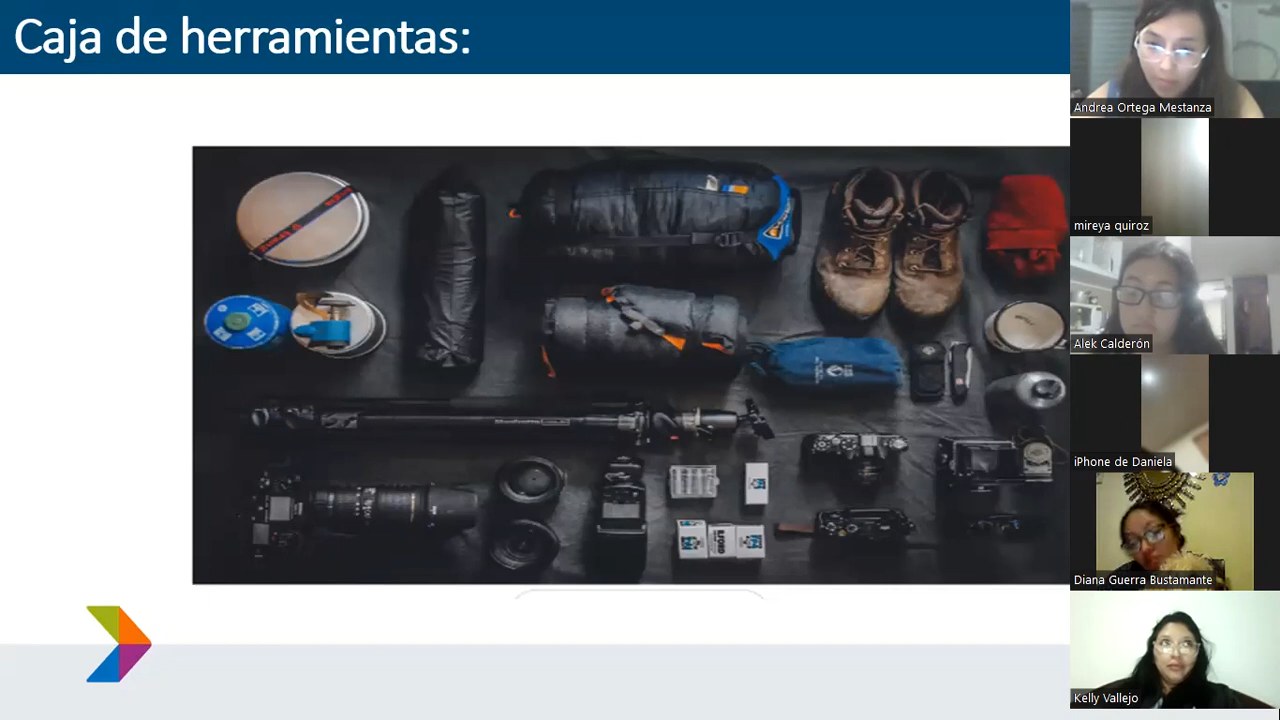 Caja de herramientas:
Andrea Ortega Mestanza
mireya quiroz
Alek Calderón
iPhone de Daniela
Diana Guerra Bustamante
Kelly Vallejo